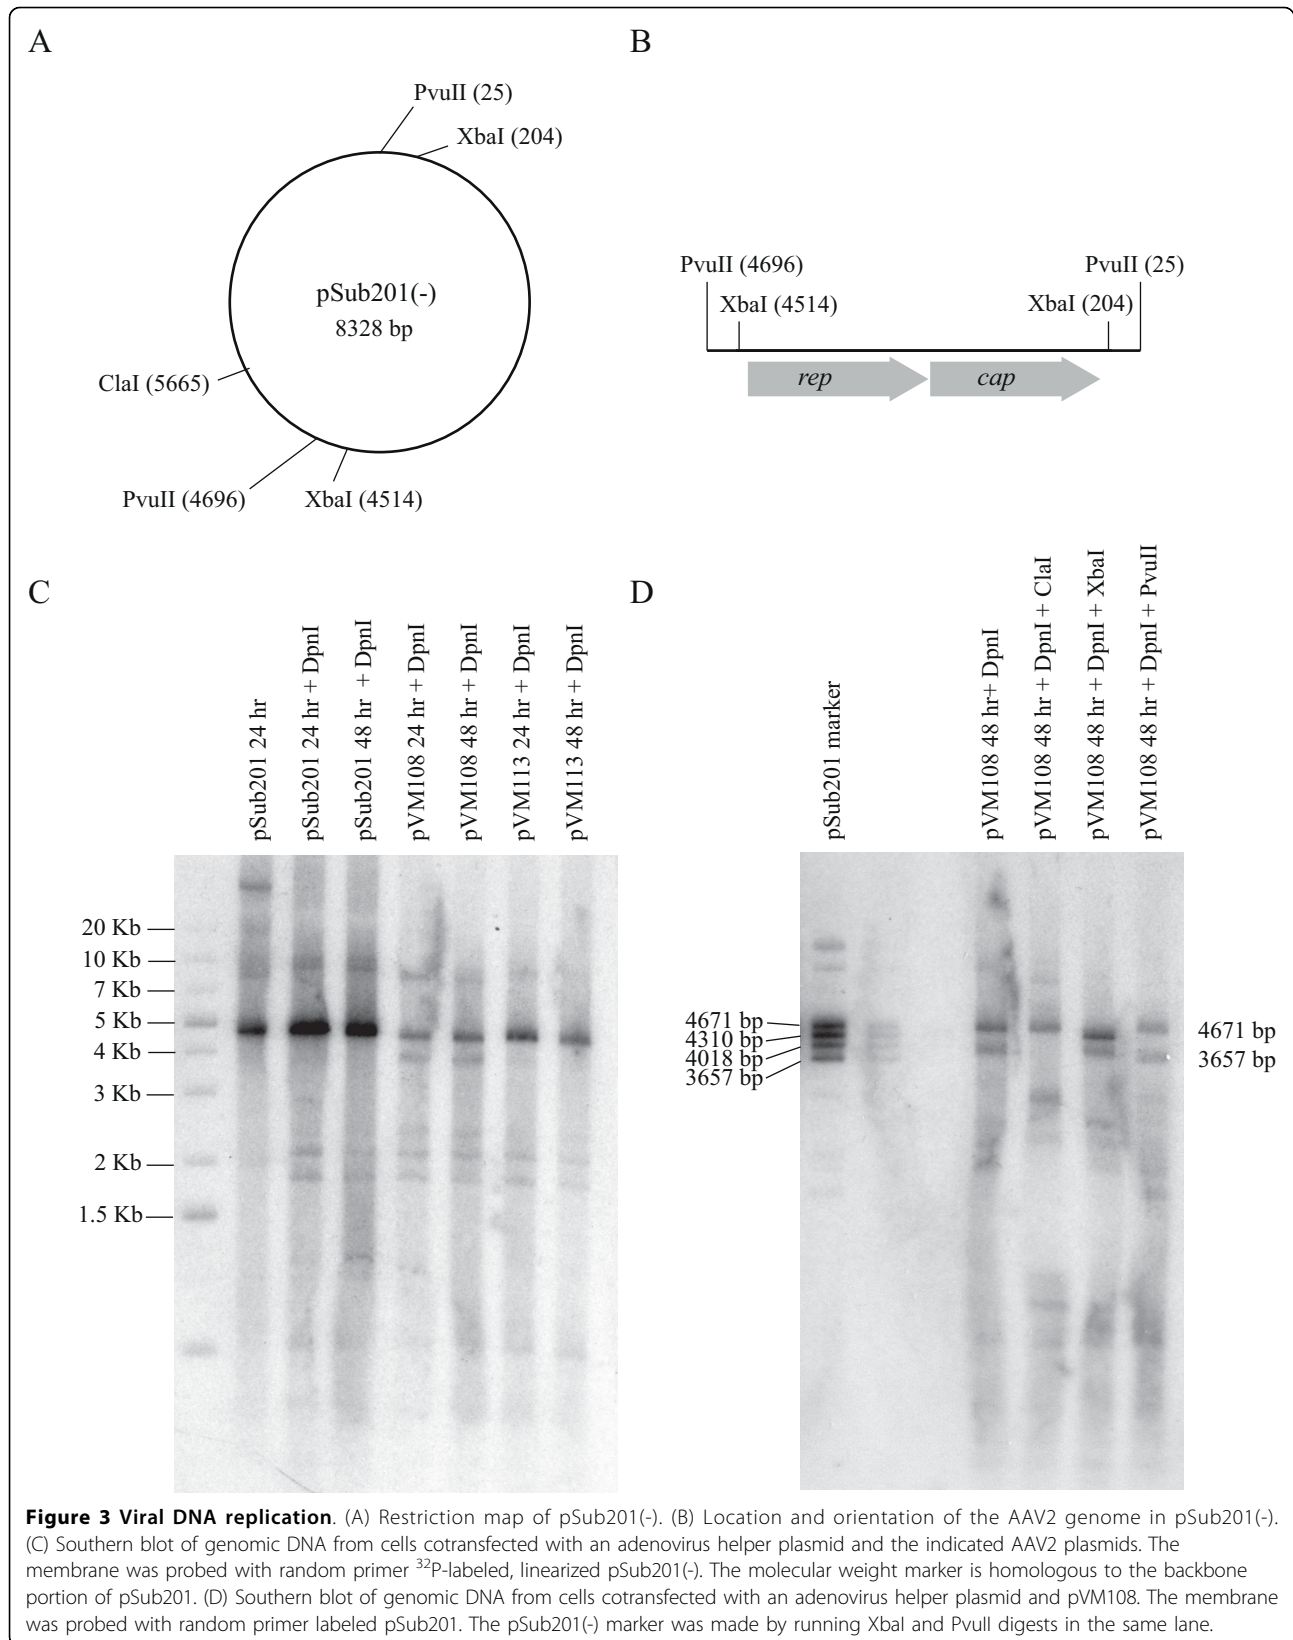 A
PvuII (25)
XbaI (204)
pSub201(-)
8328 bp
ClaI (5665)
PvuII (4696)
XbaI (4514)
B
PvuII (4696)
PvuII (25)
XbaI (4514)
XbaI (204)
rep
cap
C
pSub201 24 hr
pSub201 24 hr + DpnI
pSub201 48 hr + DpnI
pVM108 24 hr + DpnI
pVM108 48 hr + DpnI
pVM113 24 hr + DpnI
pVM113 48 hr + DpnI
20 Kb
10 Kb
7 Kb
5 Kb
4 Kb
3 Kb
2 Kb
1.5 Kb
D
pSub201 marker
pVM108 48 hr+ DpnI
pVM108 48 hr + DpnI + ClaI
pVM108 48 hr + DpnI + XbaI
pVM108 48 hr + DpnI + PvuII
4671 bp
4310 bp
4018 bp
3657 bp
4671 bp
3657 bp
Figure 3 Viral DNA replication. (A) Restriction map of pSub201(-). (B) Location and orientation of the AAV2 genome in pSub201(-).
(C) Southern blot of genomic DNA from cells cotransfected with an adenovirus helper plasmid and the indicated AAV2 plasmids. The
membrane was probed with random primer ³²P-labeled, linearized pSub201(-). The molecular weight marker is homologous to the backbone
portion of pSub201. (D) Southern blot of genomic DNA from cells cotransfected with an adenovirus helper plasmid and pVM108. The membrane
was probed with random primer labeled pSub201. The pSub201(-) marker was made by running XbaI and PvuII digests in the same lane.